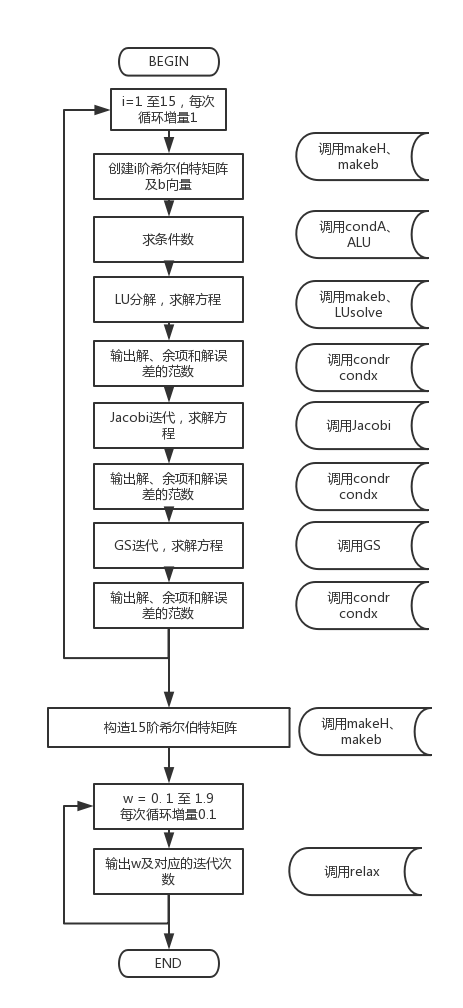 BEGIN
i=1 至15，每次
循环增量1
创建i阶希尔伯特矩阵
及b向量
调用makeH、
makeb
求条件数
调用condA、
ALU
LU分解，求解方程
调用makeb、
LUsolve
输出解、余项和解误
差的范数
调用condr
condx
Jacobi迭代，求解方
程
调用Jacobi
输出解、余项和解误
差的范数
调用condr
condx
GS迭代，求解方程
调用GS
输出解、余项和解误
差的范数
调用condr
condx
构造15阶希尔伯特矩阵
调用makeH、
makeb
w = 0. 1 至 1.9
每次循环增量0.1
输出w及对应的迭代次
数
调用relax
END